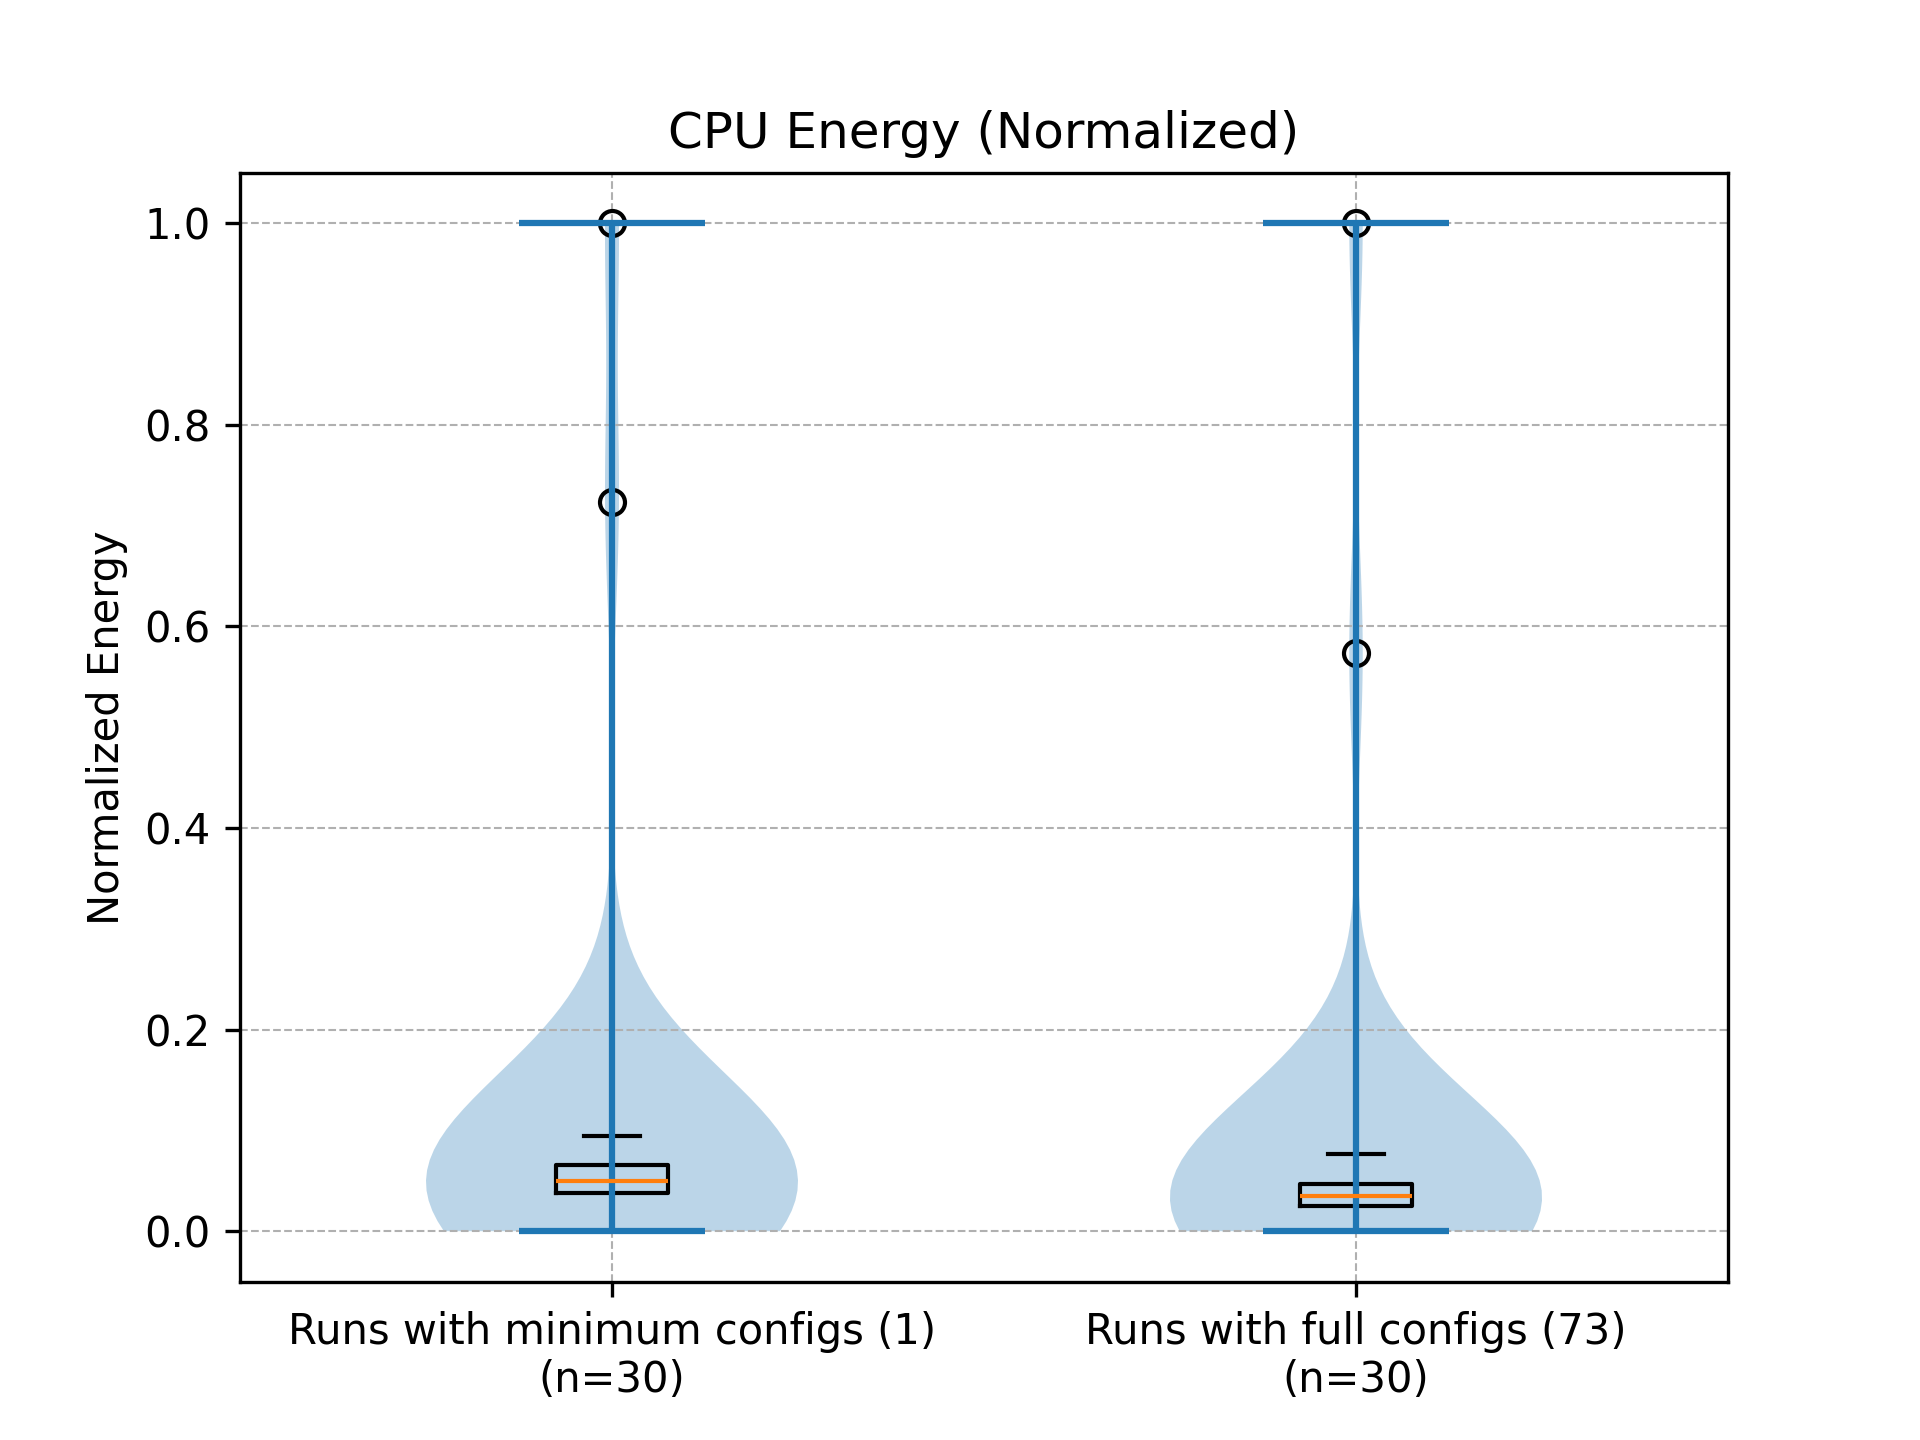 CPU Energy (Normalized)
Normalized Energy
1.0
0.8
0.6
0.4
0.2
0.0
Runs with minimum configs (1)
(n=30)
Runs with full configs (73)
(n=30)